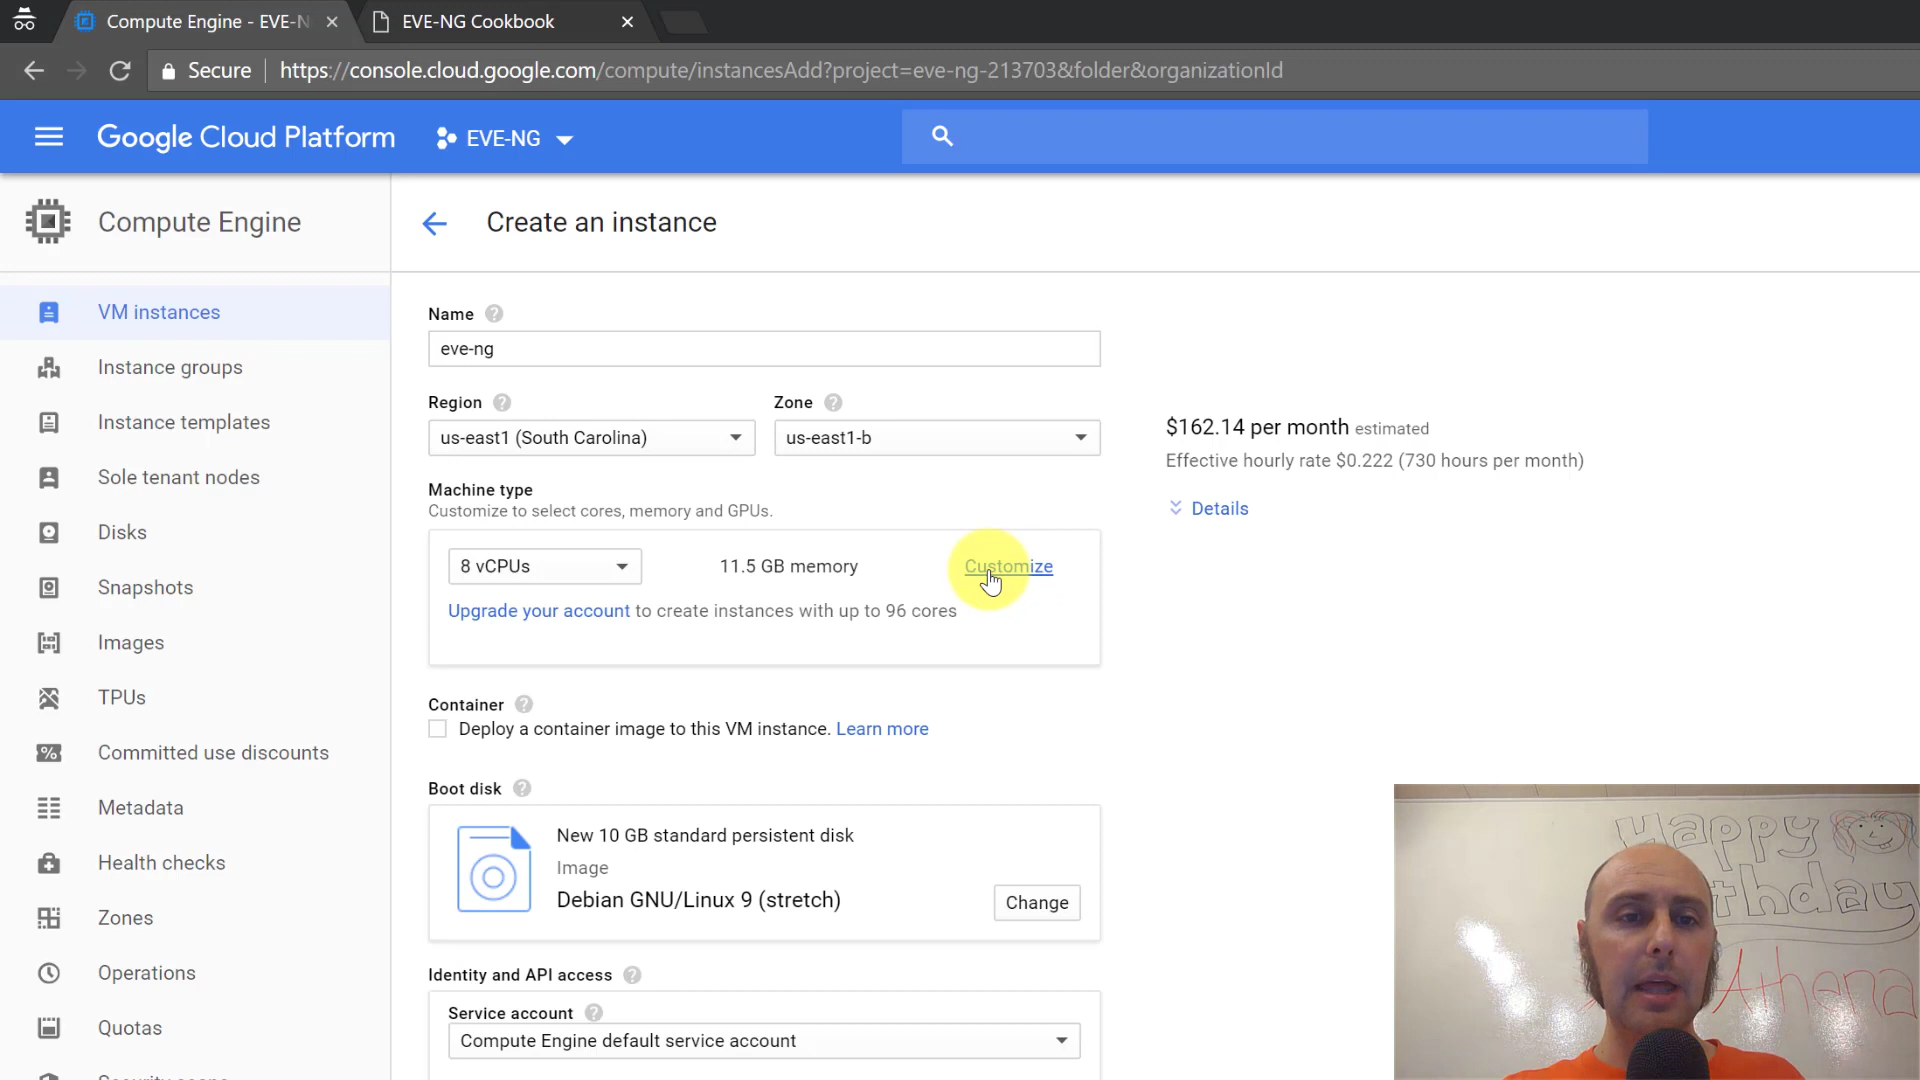 Compute Engine - EVE-N
EVE-NG Cookbook
Secure
https://console.cloud.google.com/compute/instancesAdd?project=eve-ng-213703&folder&organizationId
Google Cloud Platform
EVE-NG
Compute Engine
Create an instance
VM instances
Instance groups
Instance templates
Sole tenant nodes
Disks
Snapshots
Images
TPUs
Committed use discounts
Metadata
Health checks
Zones
Operations
Quotas
Name
eve-ng
Region
Zone
us-east1 (South Carolina)
us-east1-b
Machine type
Customize to select cores, memory and GPUs.
8 vCPUs
11.5 GB memory
Customize
Upgrade your account to create instances with up to 96 cores
$162.14 per month estimated
Effective hourly rate $0.222 (730 hours per month)
Details
Container
Deploy a container image to this VM instance. Learn more
Boot disk
New 10 GB standard persistent disk
Image
Debian GNU/Linux 9 (stretch)
Change
Identity and API access
Service account
Compute Engine default service account
Happy
Athena